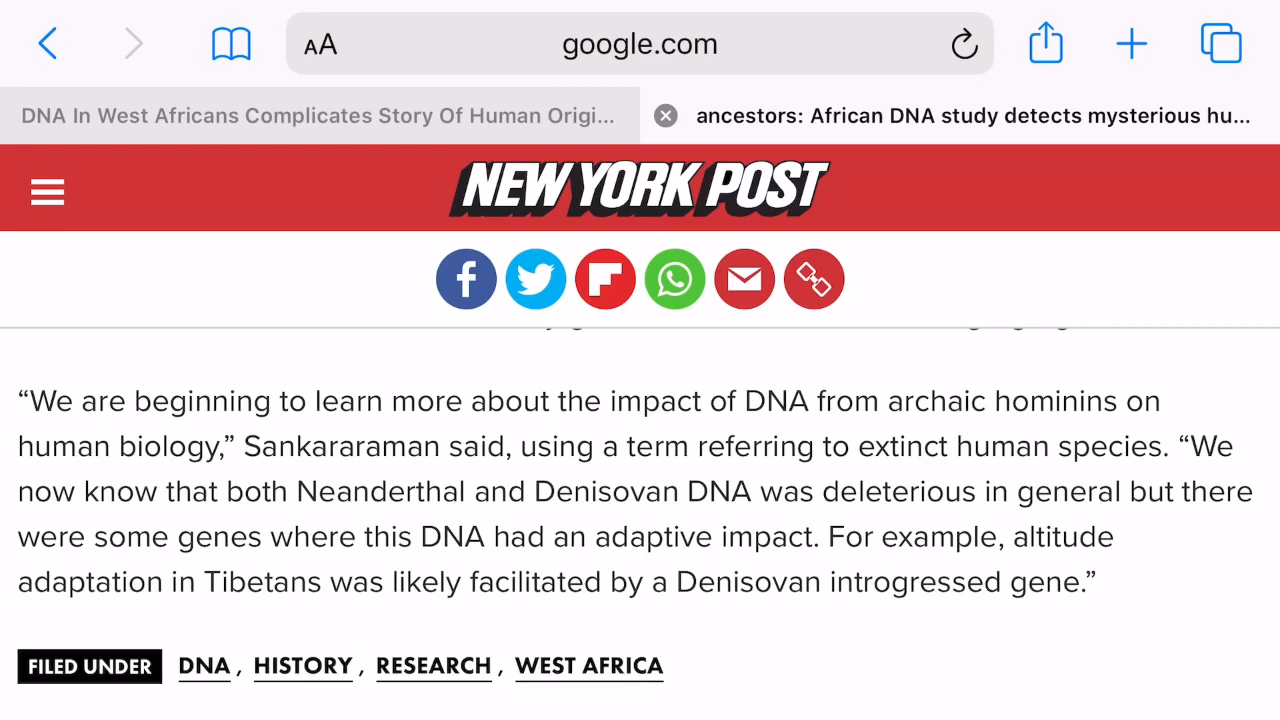 AA google.com
DNA In West Africans Complicates Story Of Human Origi... ancestors: African DNA study detects mysterious hu...
NEW YORK POST
“We are beginning to learn more about the impact of DNA from archaic hominins on
human biology,” Sankararaman said, using a term referring to extinct human species. “We
now know that both Neanderthal and Denisovan DNA was deleterious in general but there
were some genes where this DNA had an adaptive impact. For example, altitude
adaptation in Tibetans was likely facilitated by a Denisovan introgressed gene.”
FILED UNDER DNA , HISTORY , RESEARCH , WEST AFRICA